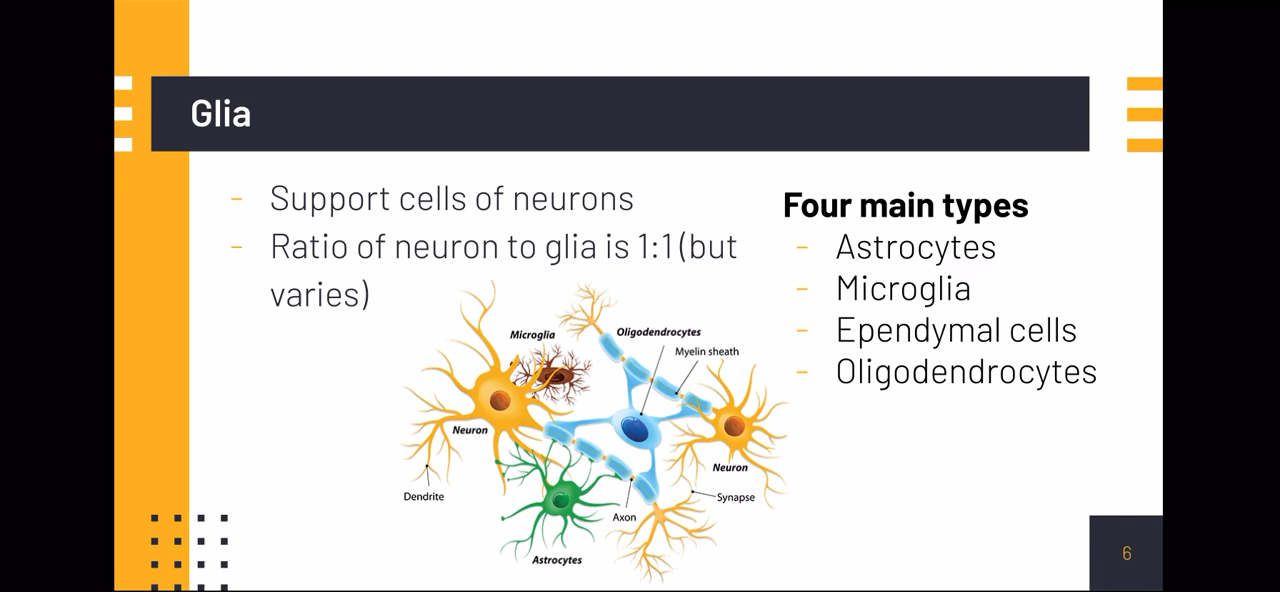 Glia
- Support cells of neurons
- Ratio of neuron to glia is 1:1 (but
varies)
Four main types
- Astrocytes
- Microglia
- Ependymal cells
- Oligodendrocytes
Microglia
Oligodendrocytes
Myelin sheath
Neuron
Neuron
Dendrite
Synapse
Axon
Astrocytes
6